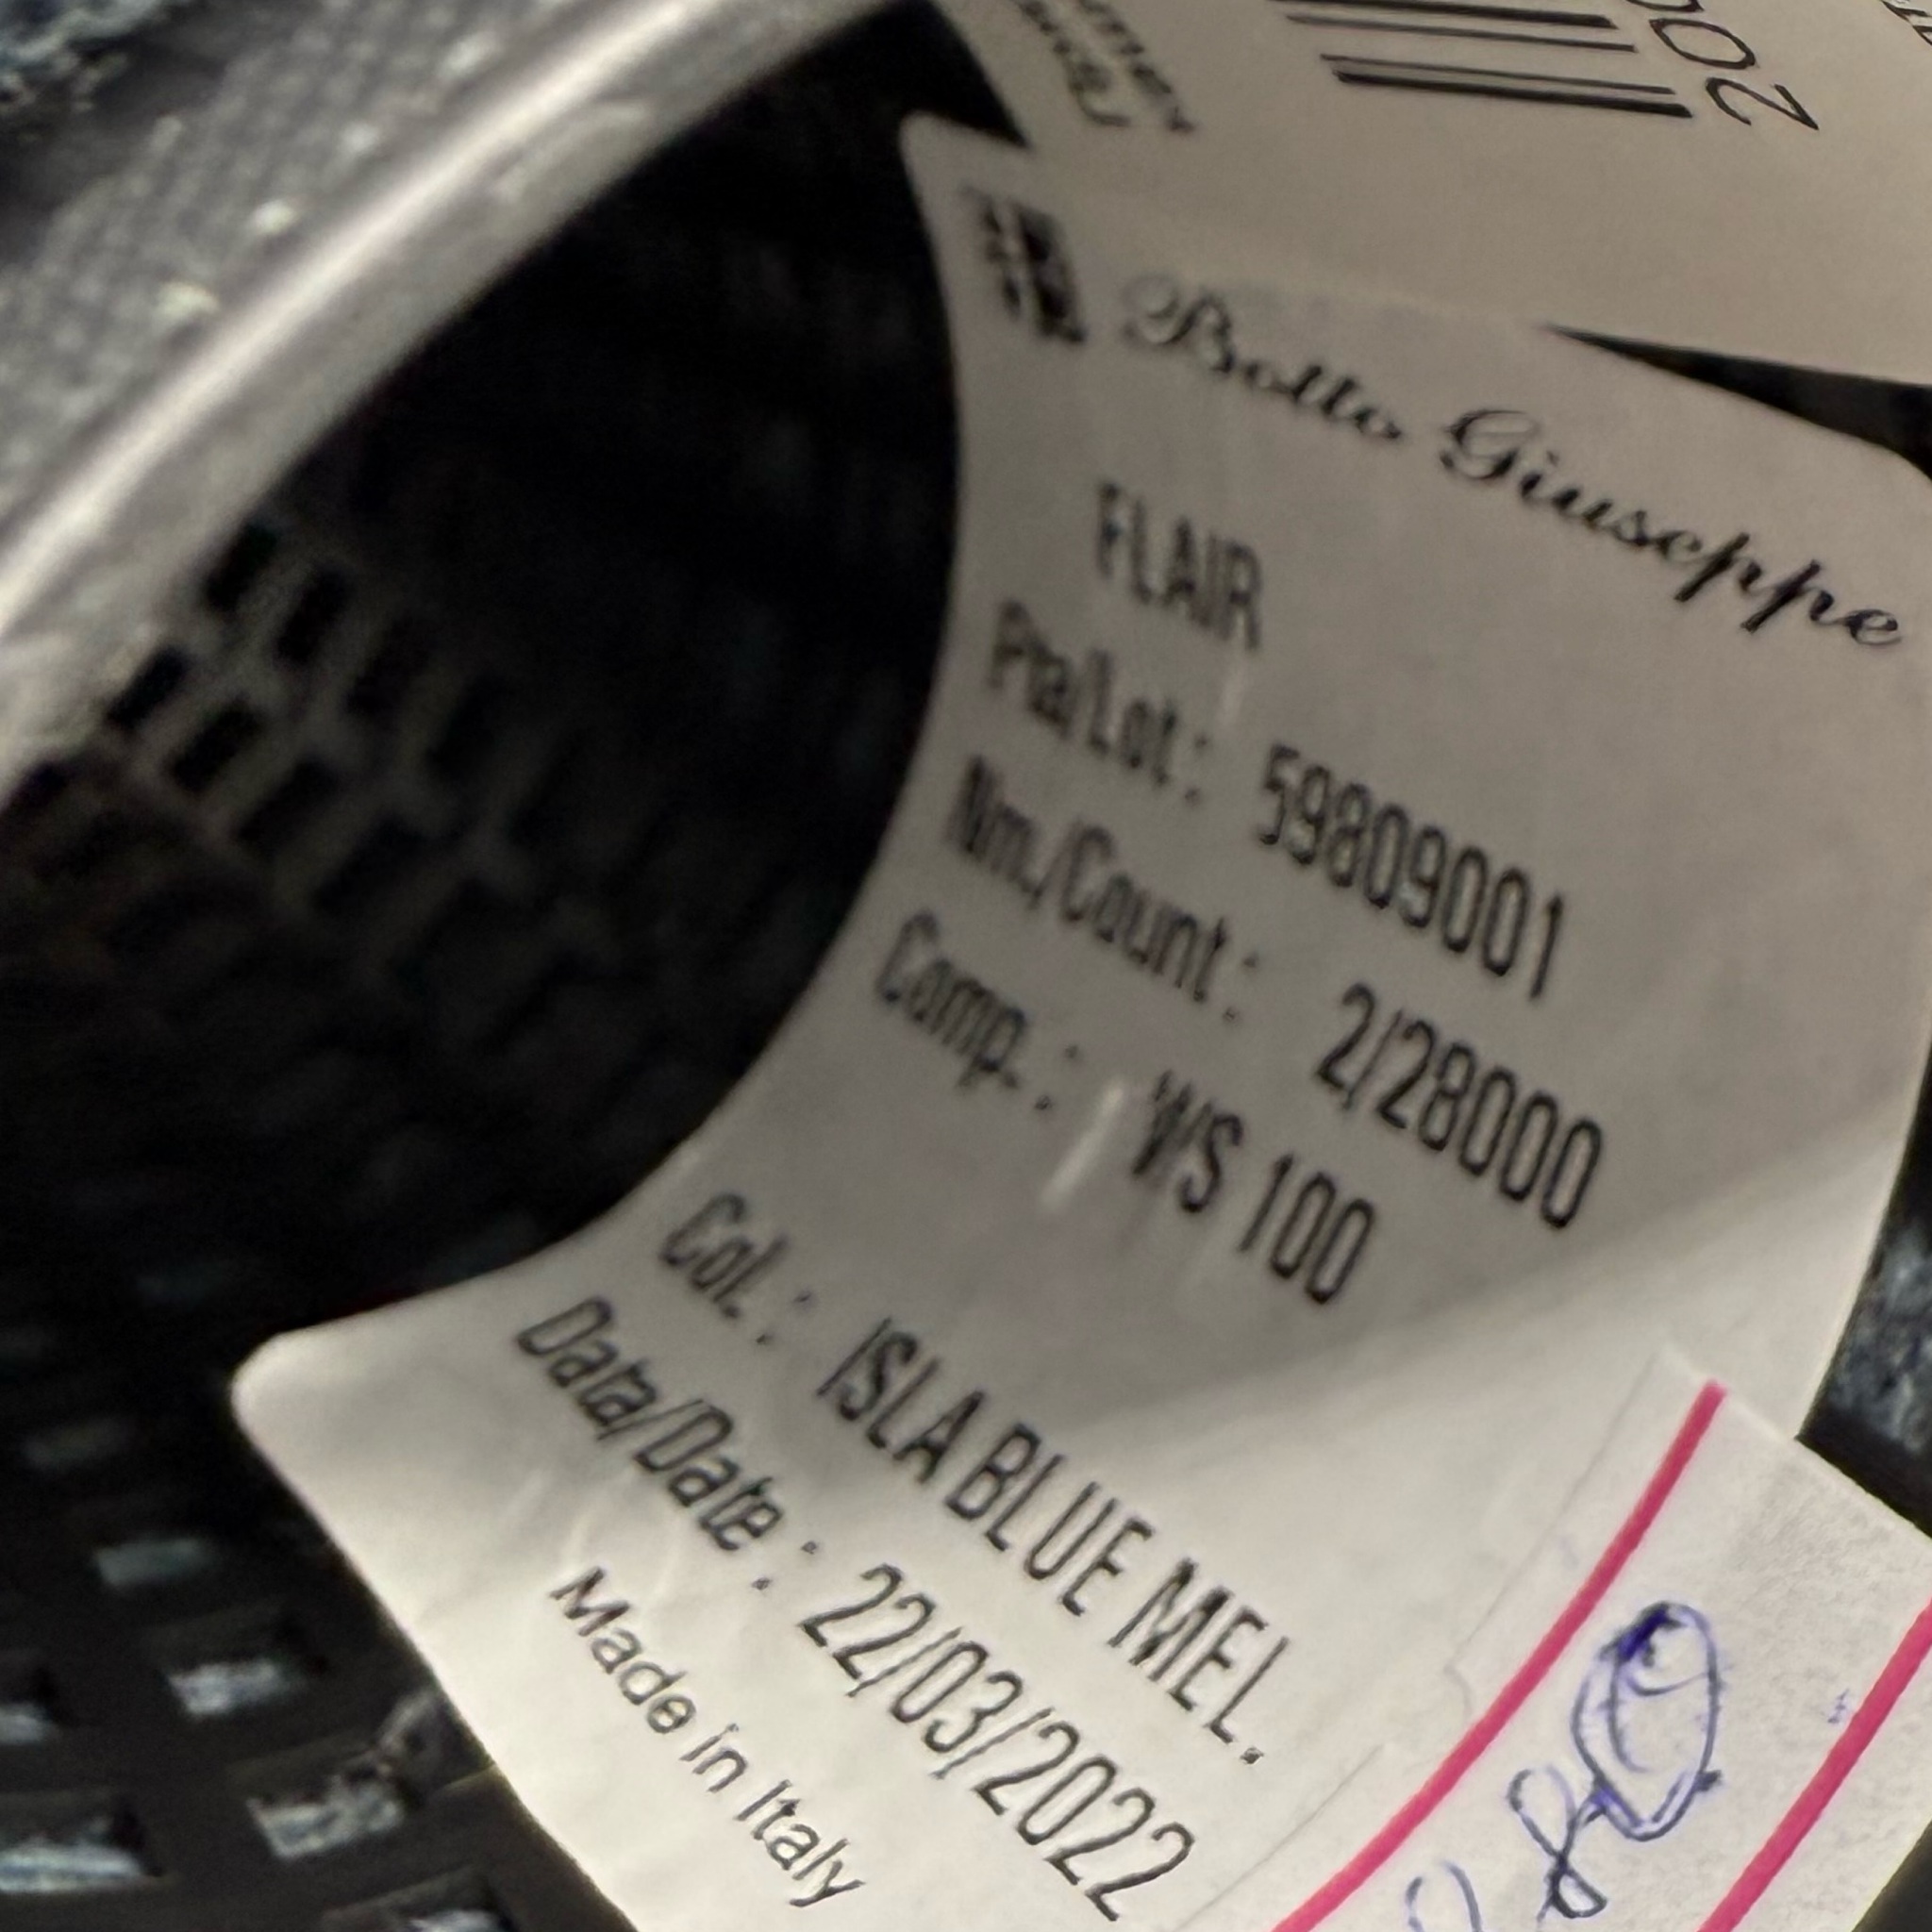 Botto Giuseppe
FLAIR
Pta/Lot: 59809001
Nm./Count: 2/28000
Comp.: WS 100
Col.: ISLA BLUE MEL.
Data/Date: 22/03/2022
Made in Italy